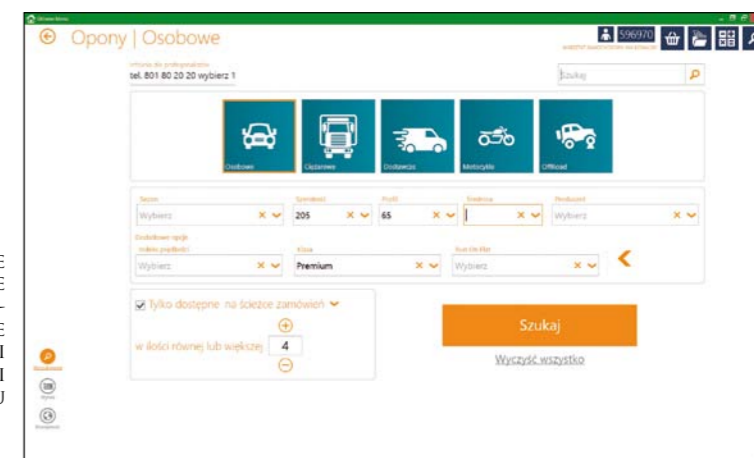 Opony | Osobowe
596970
tel. 801 80 20 20 wybierz 1
Szukaj
Osobowe
Ciężarowe
Dostawcze
Motocykle
OffRoad
Sezon
Szerokość
Profil
Średnica
Producent
Wybierz
205
65
Wybierz
Dodatkowe opcje
Indeks prędkości
Klasa
Run On Flat
Wybierz
Premium
Wybierz
Tylko dostępne na ścieżce zamówień
w ilości równej lub większej
4
Szukaj
Wyczyść wszystko